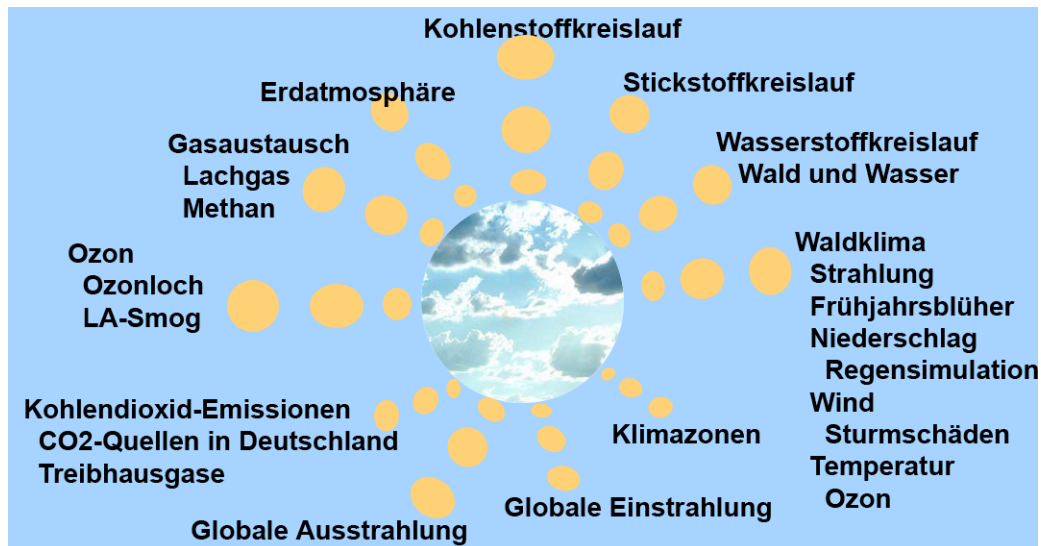 Kohlenstoffkreislauf
Stickstoffkreislauf
Erdatmosphäre
Wasserstoffkreislauf
Wald und Wasser
Gasaustausch
Lachgas
Methan
Ozon
Ozonloch
LA-Smog
Waldklima
Strahlung
Frühjahrsblüher
Niederschlag
Regensimulation
Wind
Sturmschäden
Temperatur
Ozon
Kohlendioxid-Emissionen
CO2-Quellen in Deutschland
Treibhausgase
Klimazonen
Globale Einstrahlung
Globale Ausstrahlung